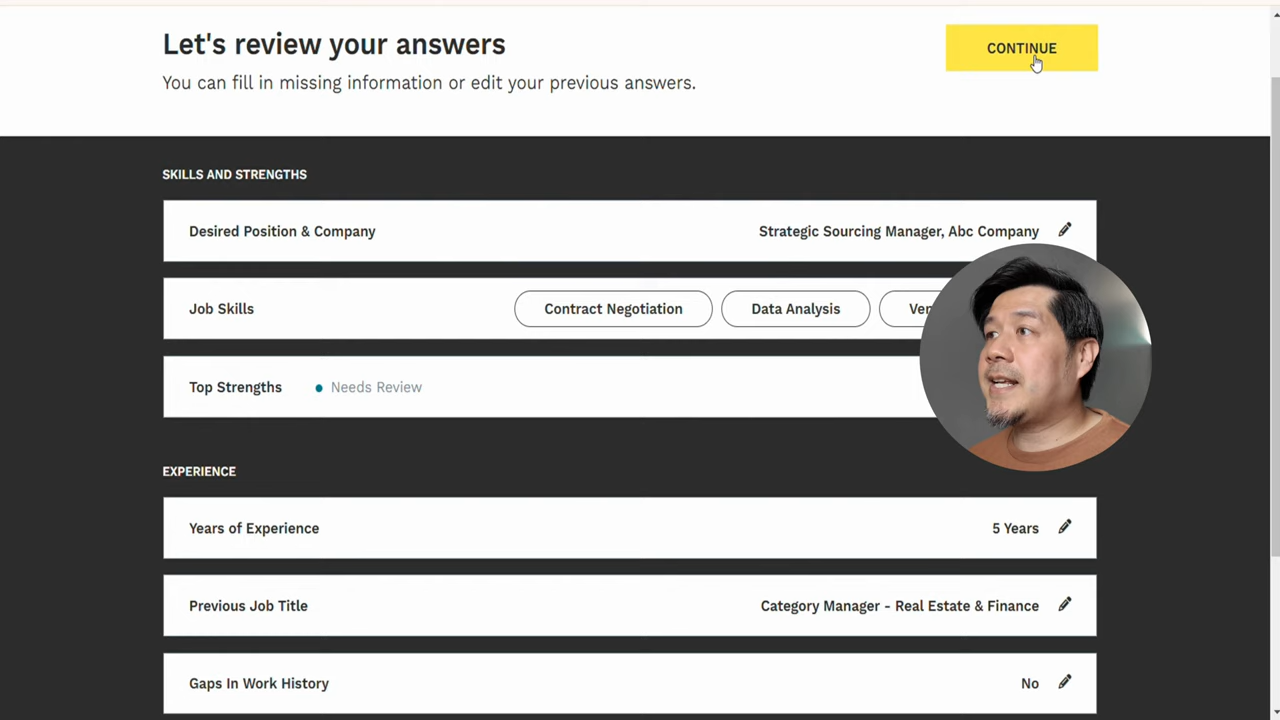 Let's review your answers
CONTINUE
You can fill in missing information or edit your previous answers.
SKILLS AND STRENGTHS
Desired Position & Company
Strategic Sourcing Manager, Abc Company
Job Skills
Contract Negotiation
Data Analysis
Top Strengths
Needs Review
EXPERIENCE
Years of Experience
5 Years
Previous Job Title
Category Manager - Real Estate & Finance
Gaps In Work History
No